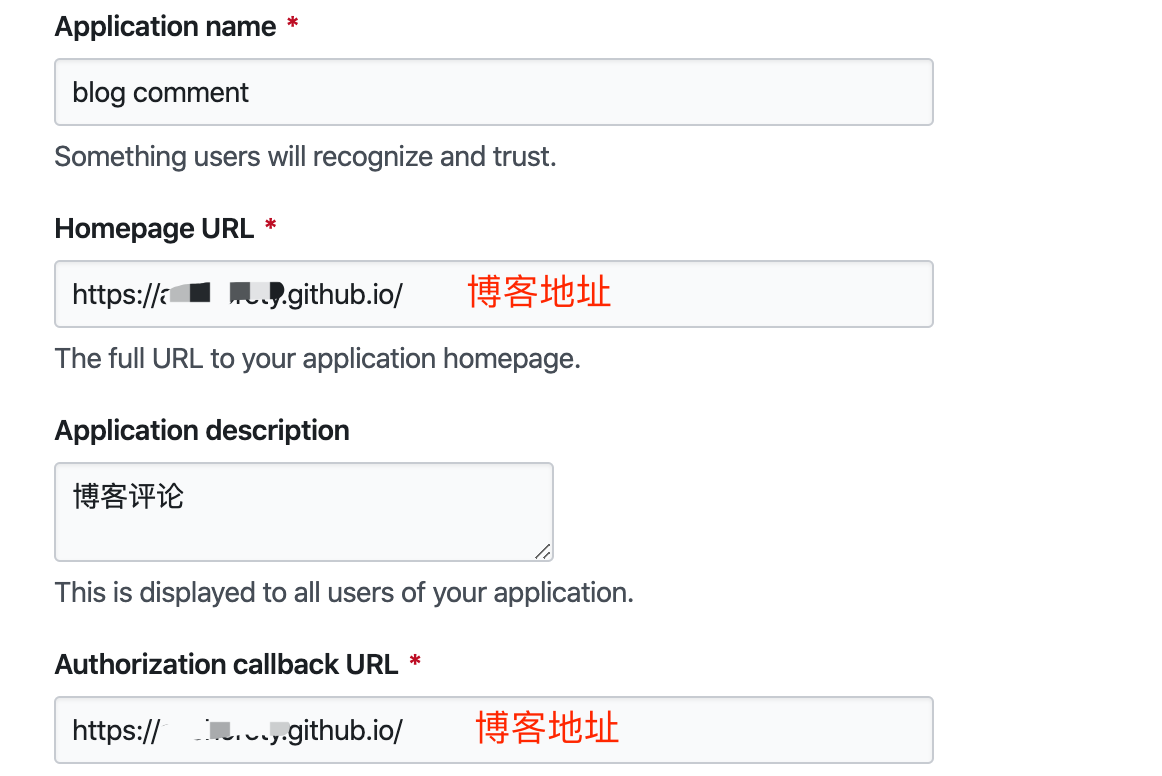 Application name *
blog comment
Something users will recognize and trust.
Homepage URL *
https:// .github.io/ 博客地址
The full URL to your application homepage.
Application description
博客评论
This is displayed to all users of your application.
Authorization callback URL *
https:// .github.io/ 博客地址